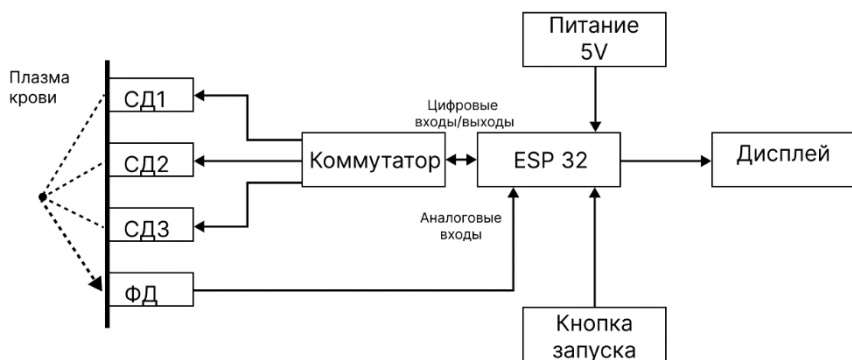 Питание
5V
Плазма
крови
СД1
СД2
СД3
ФД
Коммутатор
Цифровые
входы/выходы
ESP 32
Дисплей
Аналоговые
входы
Кнопка
запуска